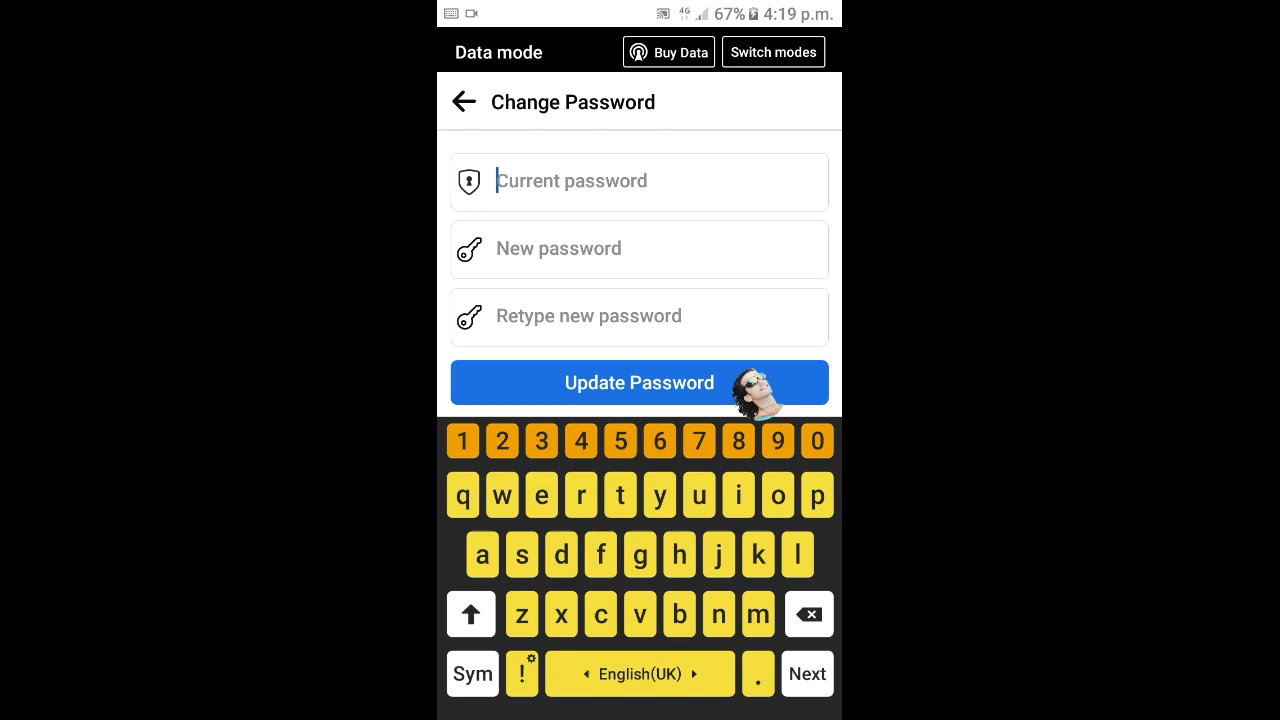 4G 67% 4:19 p.m.
Data mode Buy Data Switch modes
Change Password
Current password
New password
Retype new password
Update Password
1 2 3 4 5 6 7 8 9 0
q w e r t y u i o p
a s d f g h j k l
z x c v b n m
Sym ! English(UK) . Next